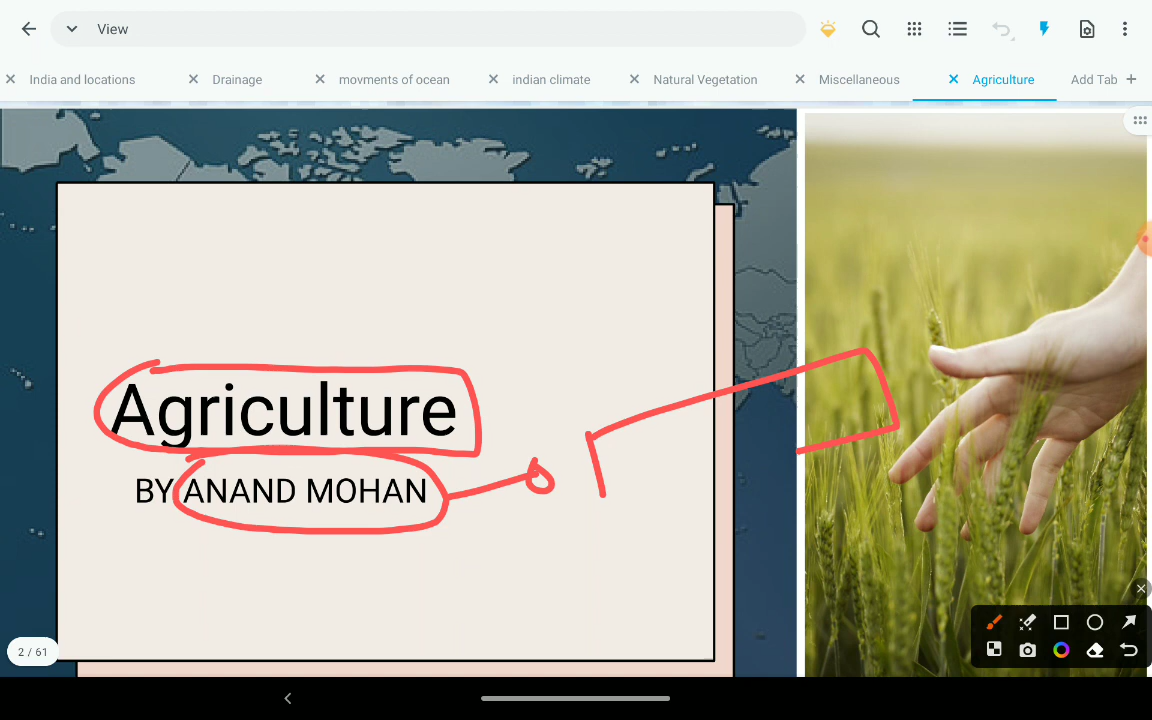 View
India and locations
Drainage
movments of ocean
indian climate
Natural Vegetation
Miscellaneous
Agriculture
Add Tab
Agriculture
BY ANAND MOHAN
2 / 61